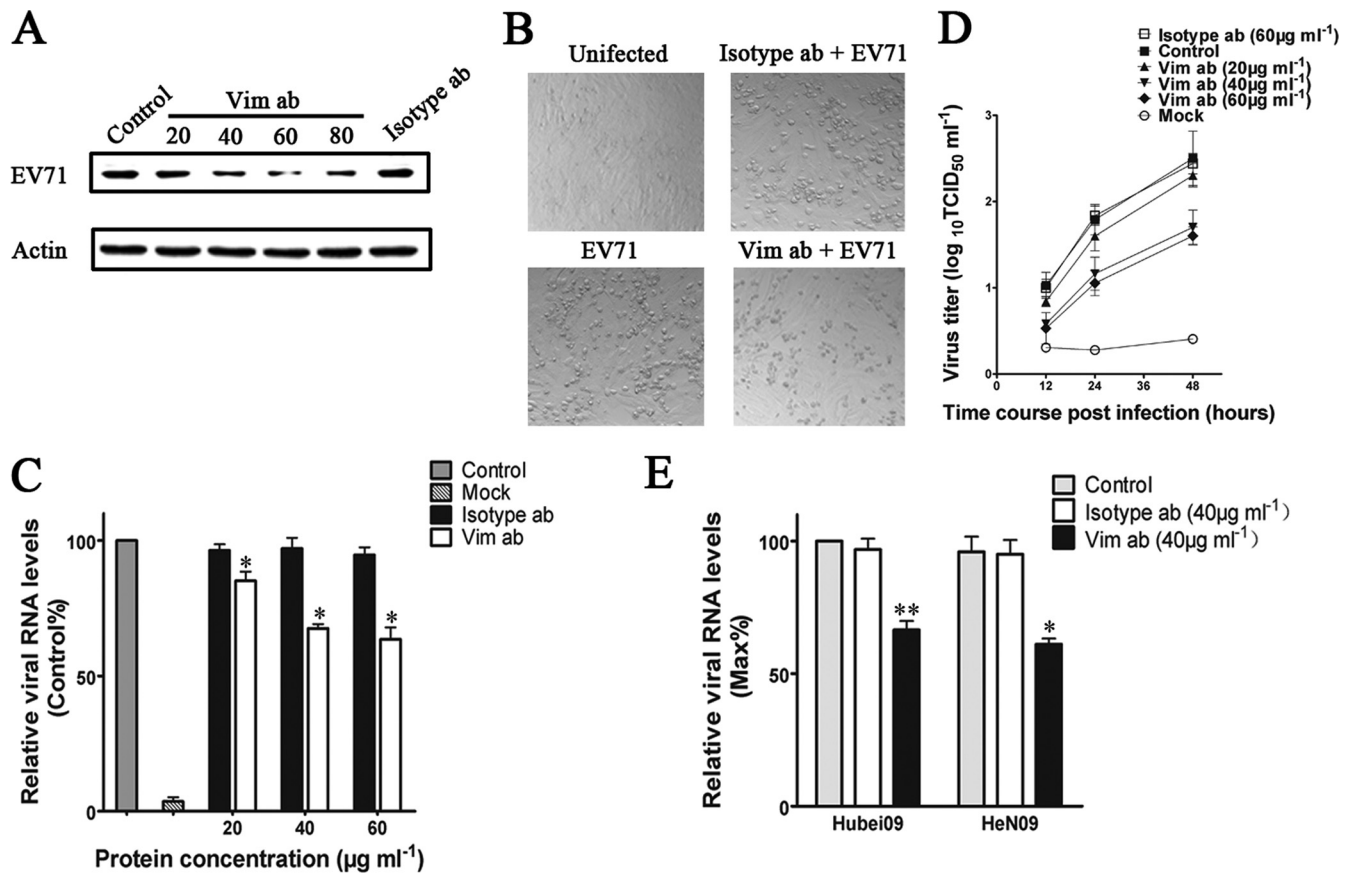 A
Control
Vim ab
Isotype ab
20 40 60 80
EV71
Actin
B
Unifected
Isotype ab + EV71
EV71
Vim ab + EV71
D
Isotype ab (60μg ml-1)
Control
Vim ab (20μg ml-1)
Vim ab (40μg ml-1)
Vim ab (60μg ml-1)
Mock
Virus titer (log 10TCID50 ml-1)
3
2
1
0
0 12 24 36 48
Time course post infection (hours)
C
Control
Mock
Isotype ab
Vim ab
Relative viral RNA levels
(Control%)
100
50
0
* * *
20 40 60
Protein concentration (μg ml-1)
E
Control
Isotype ab (40μg ml-1)
Vim ab (40μg ml-1)
Relative viral RNA levels
(Max%)
100
50
0
** *
Hubei09 HeN09